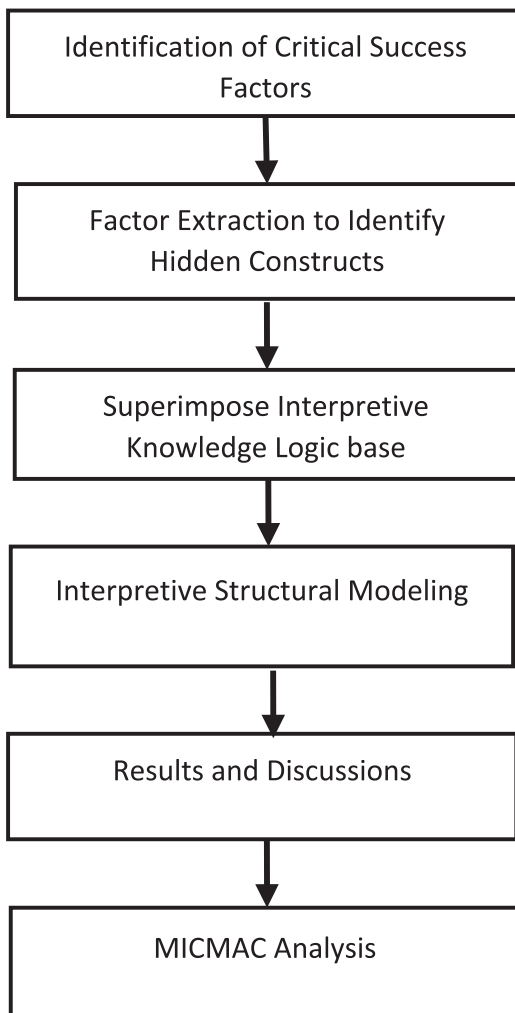 Identification of Critical Success
Factors
Factor Extraction to Identify
Hidden Constructs
Superimpose Interpretive
Knowledge Logic base
Interpretive Structural Modeling
Results and Discussions
MICMAC Analysis